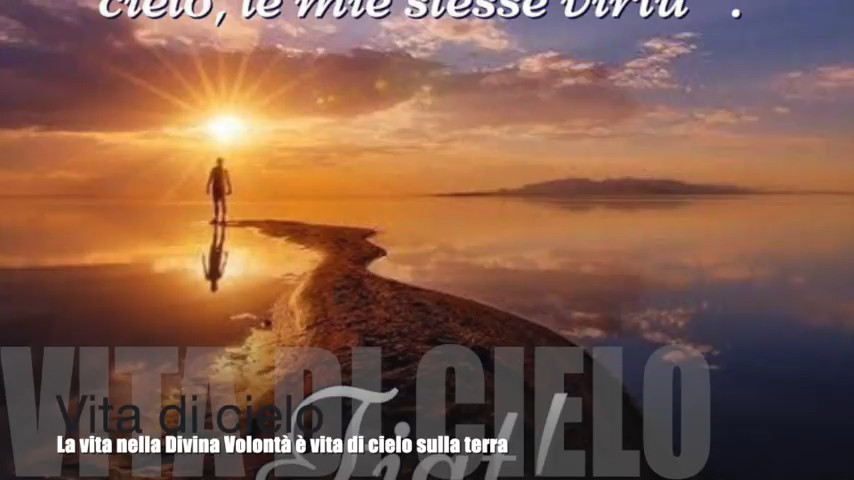 cielo, le mie stesse virtù" .
VITA DI CIELO
Vita di cielo
La vita nella Divina Volontà è vita di cielo sulla terra
Fiat!